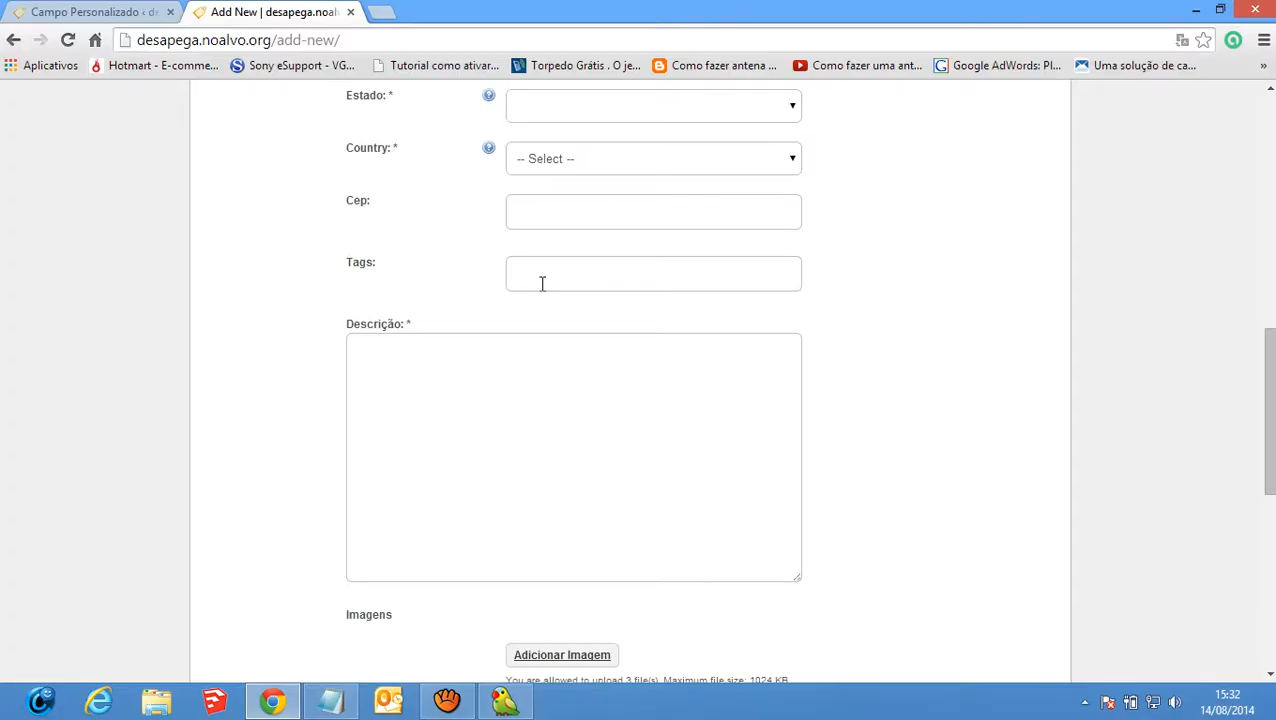 Campo Personalizado ‹ de
Add New | desapega.noalv
desapega.noalvo.org/add-new/
Aplicativos
Hotmart - E-comme...
Sony eSupport - VG...
Tutorial como ativar...
Torpedo Grátis . O je...
Como fazer antena ...
Como fazer uma ant...
Google AdWords: Pl...
Uma solução de ca...
»
Estado: *
Country: *
-- Select --
Cep:
Tags:
Descrição: *
Imagens
Adicionar Imagem
You are allowed to upload 3 file(s). Maximum file size: 1024 KB
15:32
14/08/2014